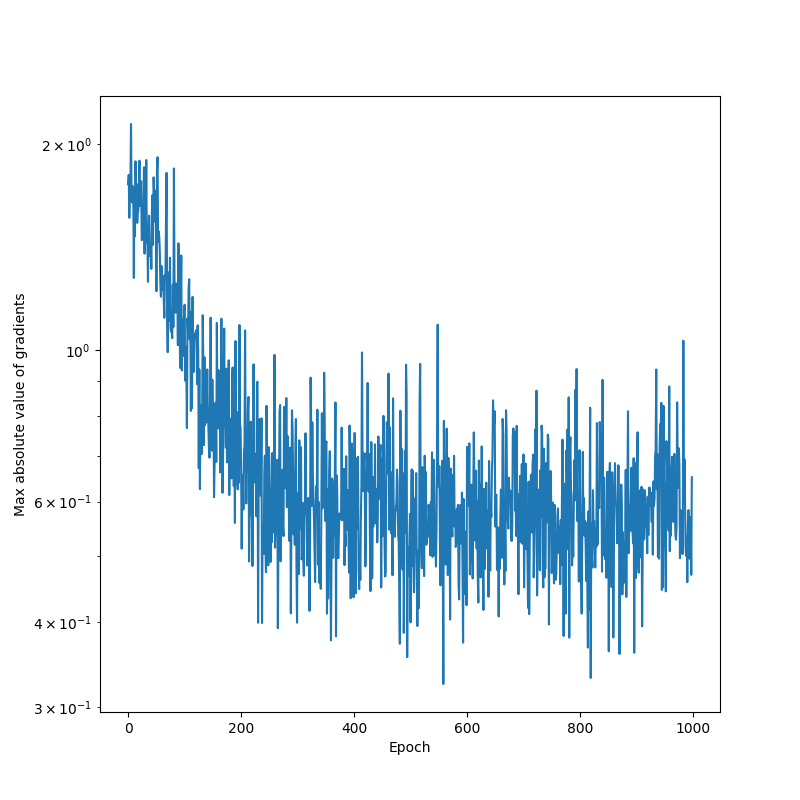 Max absolute value of gradients
2 × 10⁰
10⁰
6 × 10⁻¹
4 × 10⁻¹
3 × 10⁻¹
0 200 400 600 800 1000
Epoch